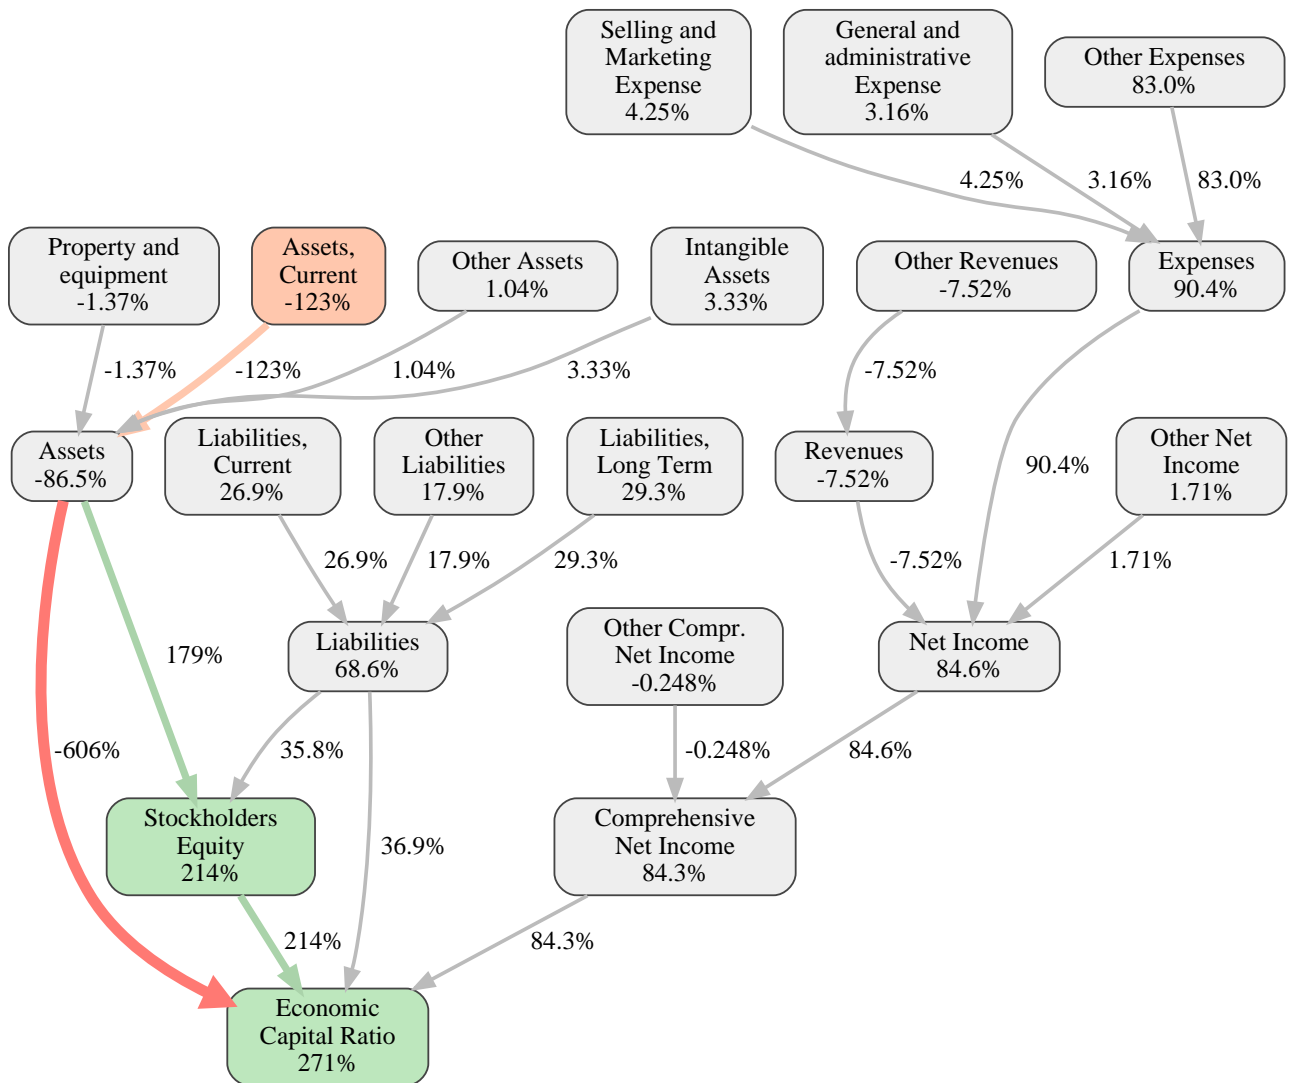 Selling and
Marketing
Expense
4.25%
General and
administrative
Expense
3.16%
Other Expenses
83.0%
4.25%
3.16%
83.0%
Property and
equipment
-1.37%
Assets,
Current
-123%
Other Assets
1.04%
Intangible
Assets
3.33%
Other Revenues
-7.52%
Expenses
90.4%
-1.37%
-123%
1.04%
3.33%
-7.52%
Assets
-86.5%
Liabilities,
Current
26.9%
Other
Liabilities
17.9%
Liabilities,
Long Term
29.3%
Revenues
-7.52%
90.4%
Other Net
Income
1.71%
26.9%
17.9%
29.3%
-7.52%
1.71%
179%
Liabilities
68.6%
Other Compr.
Net Income
-0.248%
Net Income
84.6%
-606%
35.8%
-0.248%
84.6%
Stockholders
Equity
214%
36.9%
Comprehensive
Net Income
84.3%
214%
84.3%
Economic
Capital Ratio
271%